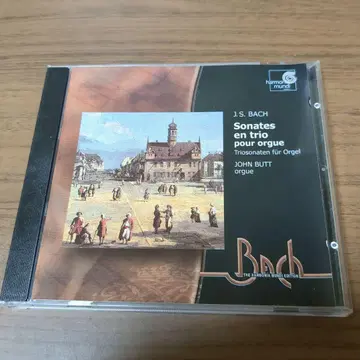 harmonia
mundi
J. S. BACH
Sonates
en trio
pour orgue
Triosonaten für Orgel
JOHN BUTT
orgue
Bach
THE HARMONIA MUNDI EDITION